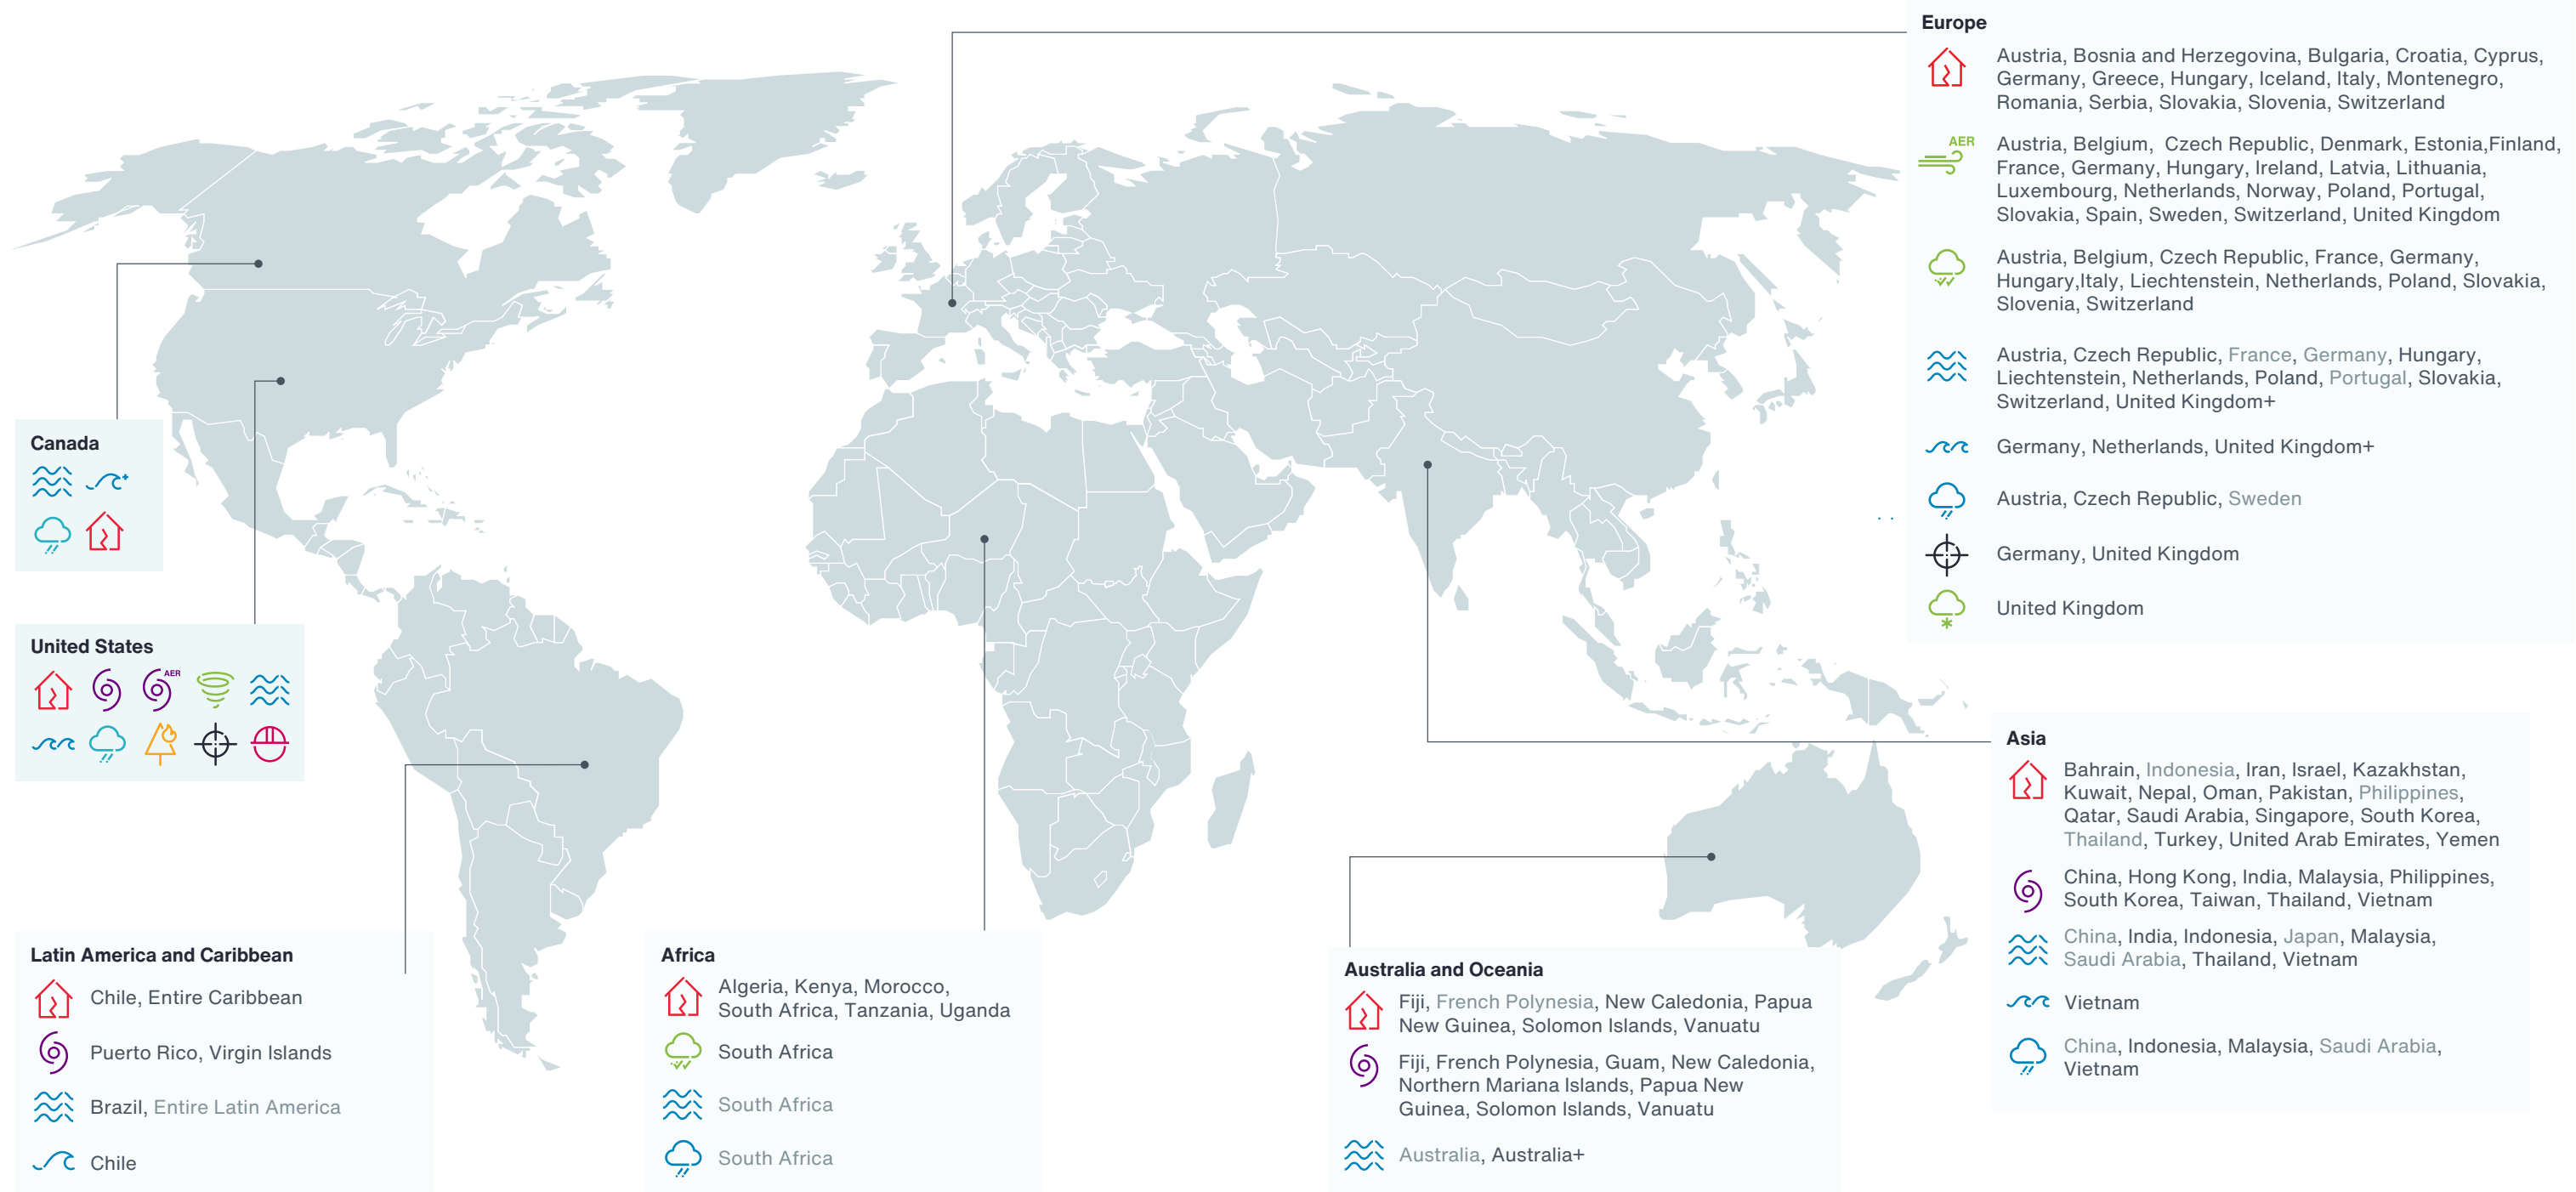 Europe
Austria, Bosnia and Herzegovina, Bulgaria, Croatia, Cyprus,
Germany, Greece, Hungary, Iceland, Italy, Montenegro,
Romania, Serbia, Slovakia, Slovenia, Switzerland
AER
Austria, Belgium,  Czech Republic, Denmark, Estonia,Finland,
France, Germany, Hungary, Ireland, Latvia, Lithuania,
Luxembourg, Netherlands, Norway, Poland, Portugal,
Slovakia, Spain, Sweden, Switzerland, United Kingdom
Austria, Belgium, Czech Republic, France, Germany,
Hungary,Italy, Liechtenstein, Netherlands, Poland, Slovakia,
Slovenia, Switzerland
Austria, Czech Republic, France, Germany, Hungary,
Liechtenstein, Netherlands, Poland, Portugal, Slovakia,
Switzerland, United Kingdom+
Germany, Netherlands, United Kingdom+
Austria, Czech Republic, Sweden
Germany, United Kingdom
United Kingdom
Canada
+
United States
AER
Asia
Bahrain, Indonesia, Iran, Israel, Kazakhstan,
Kuwait, Nepal, Oman, Pakistan, Philippines,
Qatar, Saudi Arabia, Singapore, South Korea,
Thailand, Turkey, United Arab Emirates, Yemen
China, Hong Kong, India, Malaysia, Philippines,
South Korea, Taiwan, Thailand, Vietnam
China, India, Indonesia, Japan, Malaysia,
Saudi Arabia, Thailand, Vietnam
Vietnam
China, Indonesia, Malaysia, Saudi Arabia,
Vietnam
Latin America and Caribbean
Chile, Entire Caribbean
Puerto Rico, Virgin Islands
Brazil, Entire Latin America
Chile
Africa
Algeria, Kenya, Morocco,
South Africa, Tanzania, Uganda
South Africa
South Africa
South Africa
Australia and Oceania
Fiji, French Polynesia, New Caledonia, Papua
New Guinea, Solomon Islands, Vanuatu
Fiji, French Polynesia, Guam, New Caledonia,
Northern Mariana Islands, Papua New
Guinea, Solomon Islands, Vanuatu
Australia, Australia+